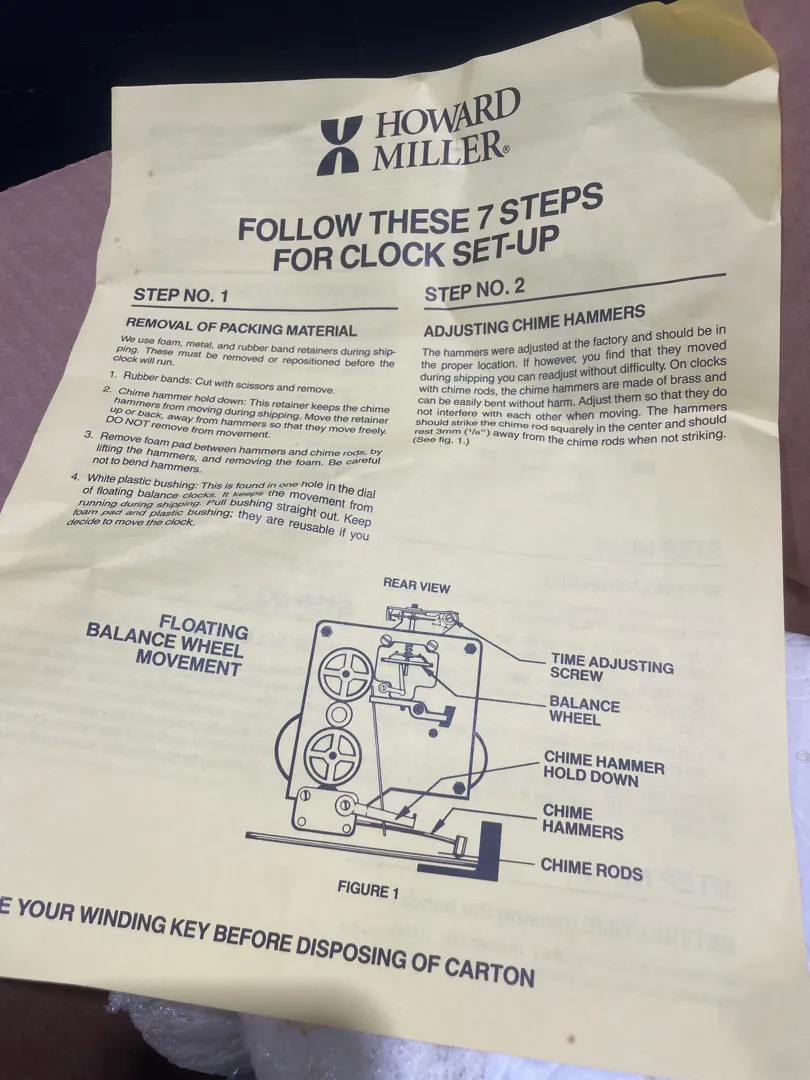 HOWARD
MILLER®
FOLLOW THESE 7 STEPS
FOR CLOCK SET-UP
STEP NO. 1
REMOVAL OF PACKING MATERIAL
We use foam, metal, and rubber band retainers during ship-
ping. These must be removed or repositioned before the
clock will run.
1. Rubber bands: Cut with scissors and remove.
2. Chime hammer hold down: This retainer keeps the chime
hammers from moving during shipping. Move the retainer
up or back, away from hammers so that they move freely.
DO NOT remove from movement.
3. Remove foam pad between hammers and chime rods, by
lifting the hammers, and removing the foam. Be careful
not to bend hammers.
4. White plastic bushing: This is found in one hole in the dial
of floating balance clocks. It keeps the movement from
running during shipping. Pull bushing straight out. Keep
foam pad and plastic bushing; they are reusable if you
decide to move the clock.
STEP NO. 2
ADJUSTING CHIME HAMMERS
The hammers were adjusted at the factory and should be in
the proper location. If however, you find that they moved
during shipping you can readjust without difficulty. On clocks
with chime rods, the chime hammers are made of brass and
can be easily bent without harm. Adjust them so that they do
not interfere with each other when moving. The hammers
should strike the chime rod squarely in the center and should
rest 3mm (1/8") away from the chime rods when not striking.
(See fig. 1.)
REAR VIEW
FLOATING
BALANCE WHEEL
MOVEMENT
TIME ADJUSTING
SCREW
BALANCE
WHEEL
CHIME HAMMER
HOLD DOWN
CHIME
HAMMERS
CHIME RODS
FIGURE 1
E YOUR WINDING KEY BEFORE DISPOSING OF CARTON